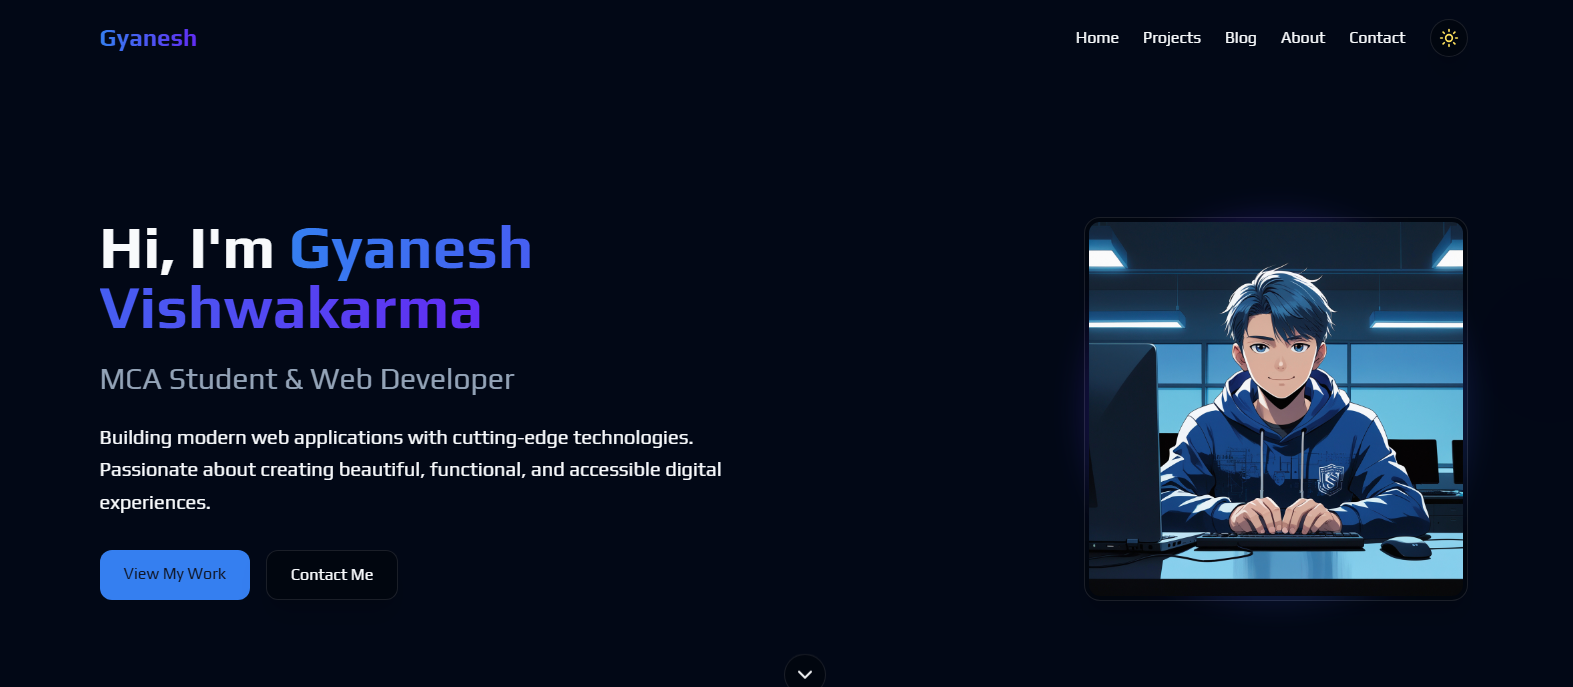 Gyanesh
Home Projects Blog About Contact
Hi, I'm Gyanesh
Vishwakarma
MCA Student & Web Developer
Building modern web applications with cutting-edge technologies.
Passionate about creating beautiful, functional, and accessible digital
experiences.
View My Work
Contact Me